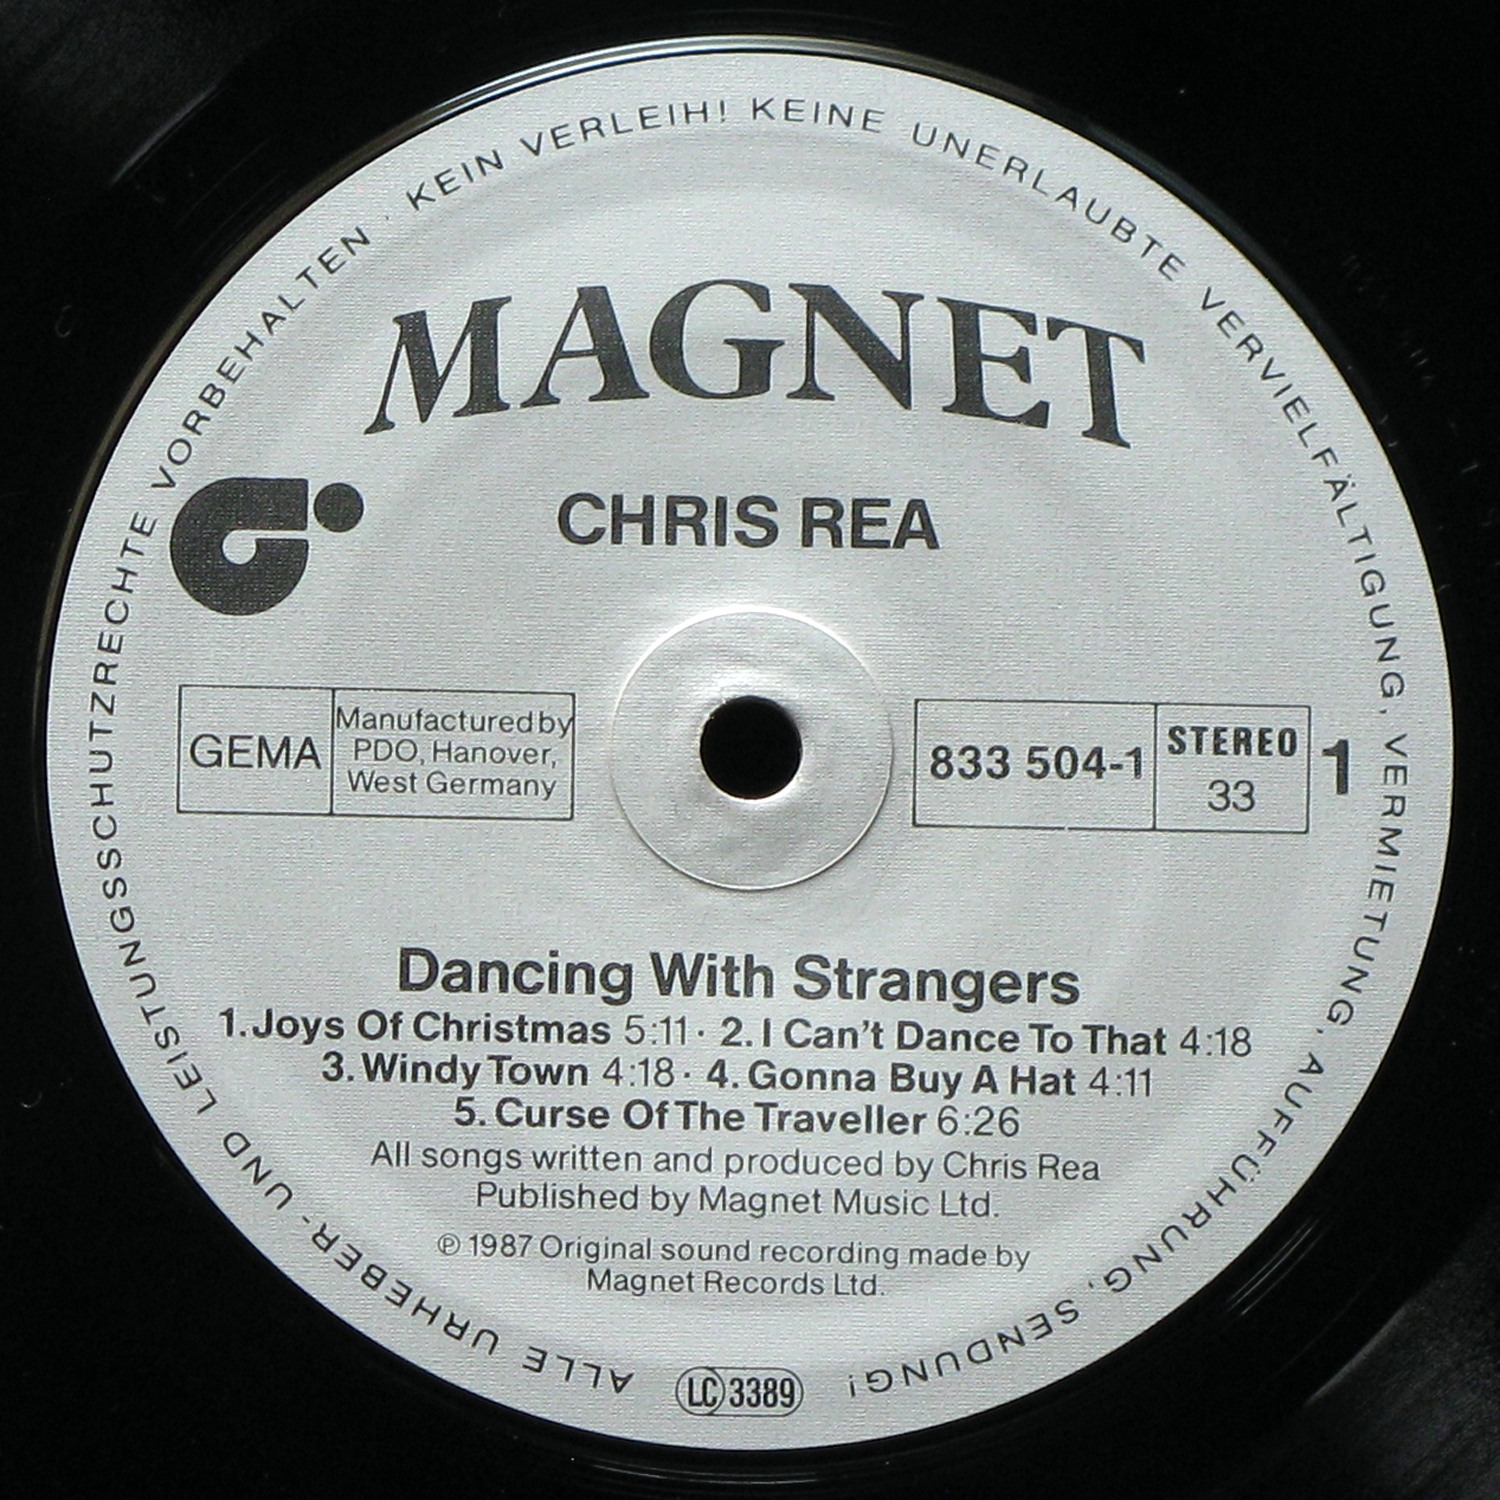 ALLE URHEBER- UND LEISTUNGSSCHUTZRECHTE VORBEHALTEN · KEIN VERLEIH! KEINE UNERLAUBTE VERVIELFÄLTIGUNG, VERMIETUNG, AUFFÜHRUNG, SENDUNG!
MAGNET
CHRIS REA
GEMA
Manufactured by
PDO, Hanover,
West Germany
833 504-1
STEREO
33
1
Dancing With Strangers
1. Joys Of Christmas 5:11 · 2. I Can't Dance To That 4:18
3. Windy Town 4:18 · 4. Gonna Buy A Hat 4:11
5. Curse Of The Traveller 6:26
All songs written and produced by Chris Rea
Published by Magnet Music Ltd.
℗ 1987 Original sound recording made by
Magnet Records Ltd.
LC 3389